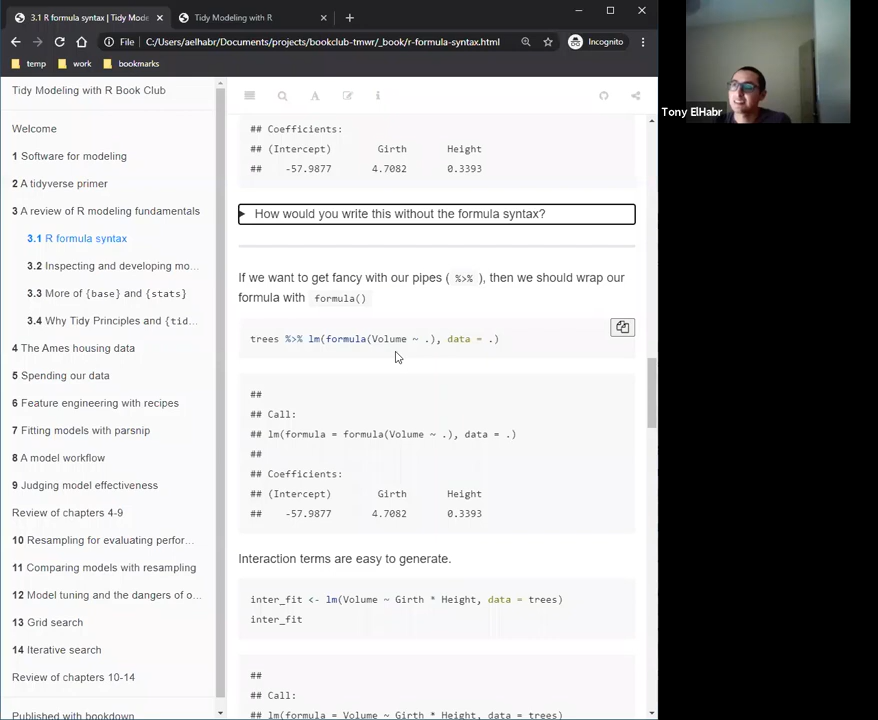 3.1 R formula syntax | Tidy Mode
Tidy Modeling with R
File
C:/Users/aelhabr/Documents/projects/bookclub-tmwr/_book/r-formula-syntax.html
Incognito
temp
work
bookmarks
Tidy Modeling with R Book Club
Welcome
1 Software for modeling
2 A tidyverse primer
3 A review of R modeling fundamentals
3.1 R formula syntax
3.2 Inspecting and developing mo...
3.3 More of {base} and {stats}
3.4 Why Tidy Principles and {tid...
4 The Ames housing data
5 Spending our data
6 Feature engineering with recipes
7 Fitting models with parsnip
8 A model workflow
9 Judging model effectiveness
Review of chapters 4-9
10 Resampling for evaluating perfor...
11 Comparing models with resampling
12 Model tuning and the dangers of o...
13 Grid search
14 Iterative search
Review of chapters 10-14
Published with bookdown
## Coefficients:
## (Intercept) Girth Height
## -57.9877 4.7082 0.3393
How would you write this without the formula syntax?
If we want to get fancy with our pipes ( %>% ), then we should wrap our
formula with formula()
trees %>% lm(formula(Volume ~ .), data = .)
##
## Call:
## lm(formula = formula(Volume ~ .), data = .)
##
## Coefficients:
## (Intercept) Girth Height
## -57.9877 4.7082 0.3393
Interaction terms are easy to generate.
inter_fit <- lm(Volume ~ Girth * Height, data = trees)
inter_fit
##
## Call:
## lm(formula = Volume ~ Girth * Height, data = trees)
Tony ElHabr